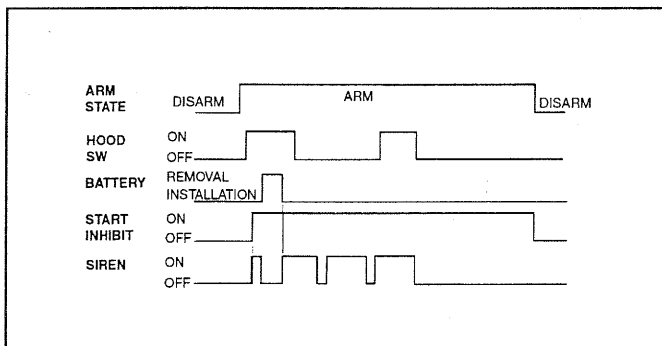 ARM STATE DISARM ARM DISARM
HOOD SW ON
OFF
BATTERY REMOVAL
INSTALLATION
START INHIBIT ON
OFF
SIREN ON
OFF